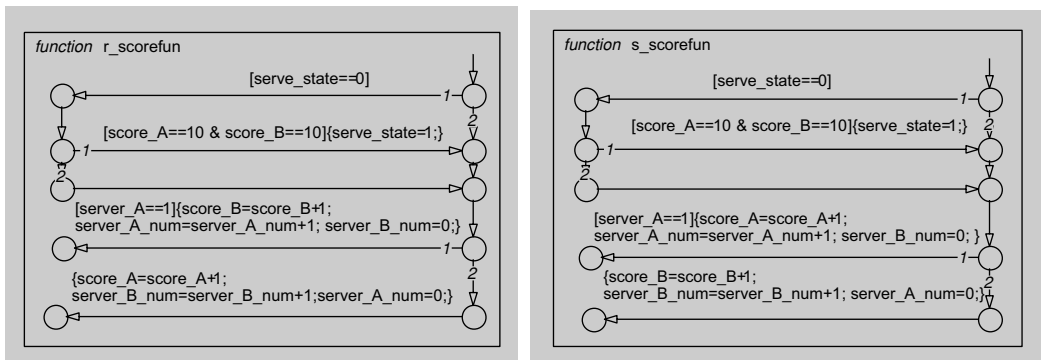 function r_scorefun
[serve_state==0]
1
2
[score_A==10 & score_B==10]{serve_state=1;}
1
2
[server_A==1]{score_B=score_B+1;
server_A_num=server_A_num+1; server_B_num=0;}
1
2
{score_A=score_A+1;
server_B_num=server_B_num+1;server_A_num=0;}
function s_scorefun
[serve_state==0]
1
2
[score_A==10 & score_B==10]{serve_state=1;}
1
2
[server_A==1]{score_A=score_A+1;
server_A_num=server_A_num+1; server_B_num=0; }
1
2
{score_B=score_B+1;
server_B_num=server_B_num+1; server_A_num=0;}